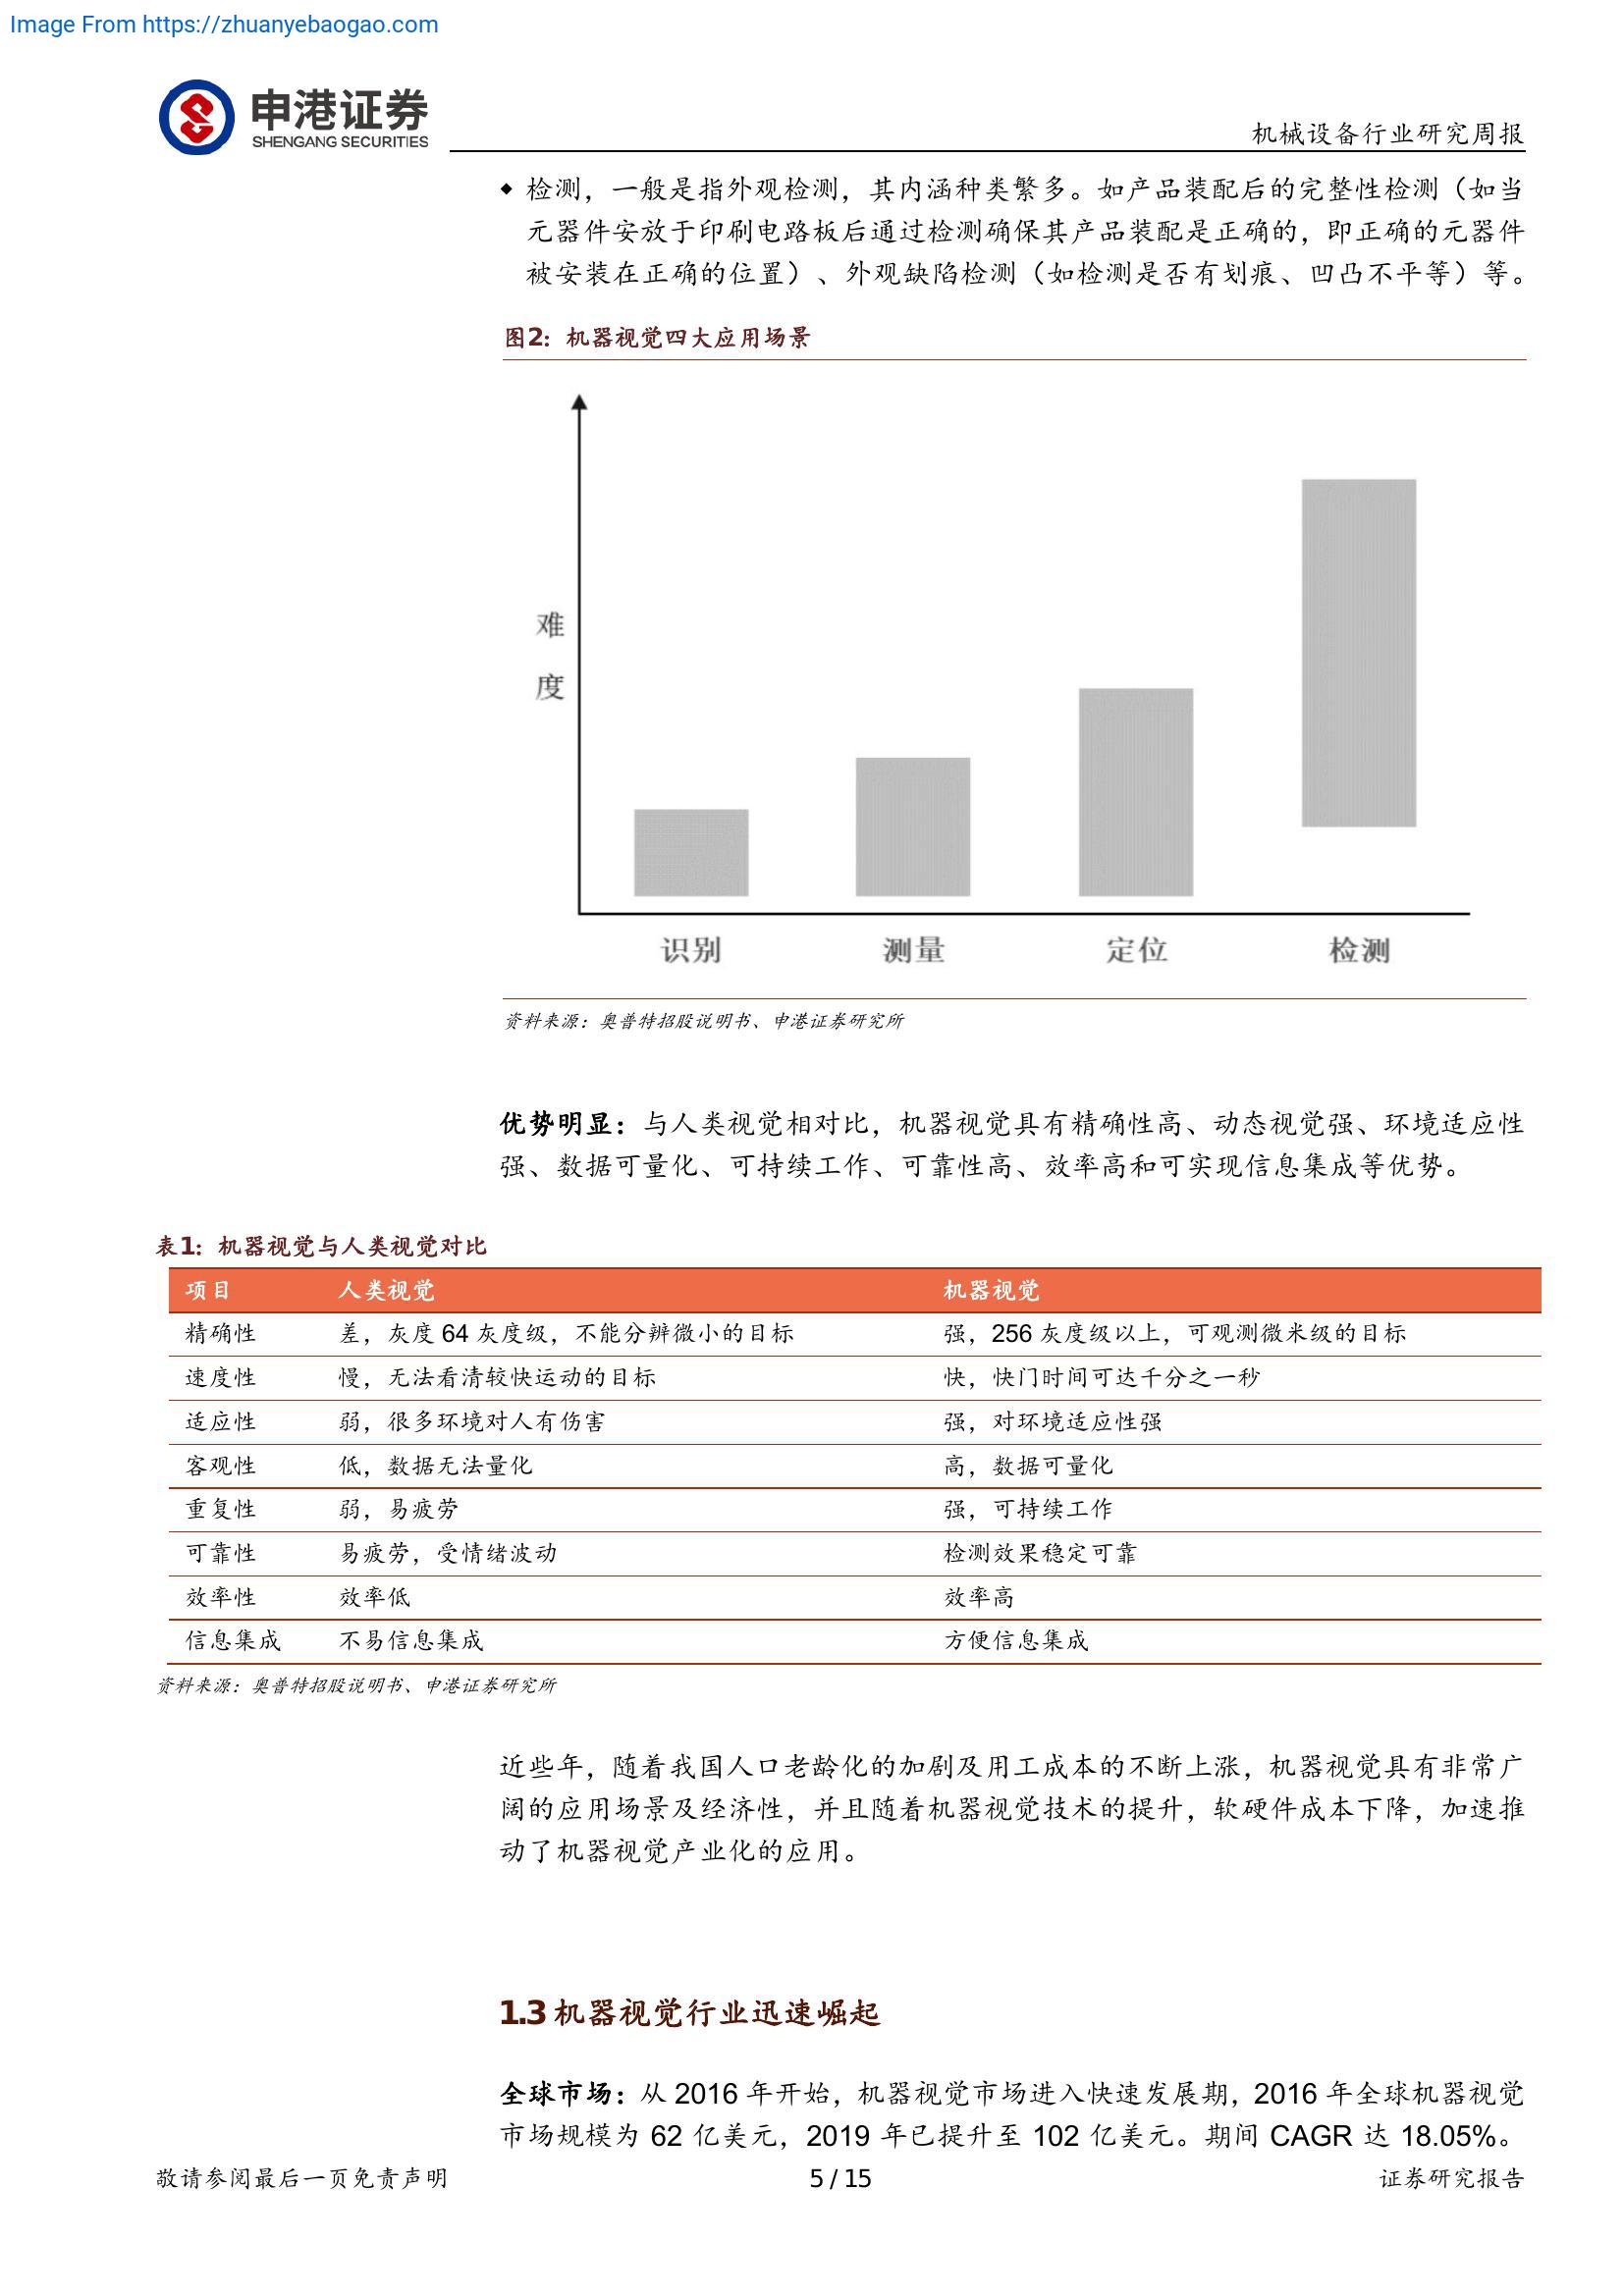 Image From https://zhuanyebaogao.com
申港证券
SHENGANG SECURITIES
机械设备行业研究周报
◆ 检测，一般是指外观检测，其内涵种类繁多。如产品装配后的完整性检测（如当
元器件安放于印刷电路板后通过检测确保其产品装配是正确的，即正确的元器件
被安装在正确的位置）、外观缺陷检测（如检测是否有划痕、凹凸不平等）等。
图2：机器视觉四大应用场景
难
度
识别 测量 定位 检测
资料来源：奥普特招股说明书、申港证券研究所
优势明显：与人类视觉相对比，机器视觉具有精确性高、动态视觉强、环境适应性
强、数据可量化、可持续工作、可靠性高、效率高和可实现信息集成等优势。
表1：机器视觉与人类视觉对比
项目 人类视觉 机器视觉
精确性 差，灰度 64 灰度级，不能分辨微小的目标 强，256 灰度级以上，可观测微米级的目标
速度性 慢，无法看清较快运动的目标 快，快门时间可达千分之一秒
适应性 弱，很多环境对人有伤害 强，对环境适应性强
客观性 低，数据无法量化 高，数据可量化
重复性 弱，易疲劳 强，可持续工作
可靠性 易疲劳，受情绪波动 检测效果稳定可靠
效率性 效率低 效率高
信息集成 不易信息集成 方便信息集成
资料来源：奥普特招股说明书、申港证券研究所
近些年，随着我国人口老龄化的加剧及用工成本的不断上涨，机器视觉具有非常广
阔的应用场景及经济性，并且随着机器视觉技术的提升，软硬件成本下降，加速推
动了机器视觉产业化的应用。
1.3 机器视觉行业迅速崛起
全球市场：从 2016 年开始，机器视觉市场进入快速发展期，2016 年全球机器视觉
市场规模为 62 亿美元，2019 年已提升至 102 亿美元。期间 CAGR 达 18.05%。
敬请参阅最后一页免责声明 5 / 15 证券研究报告